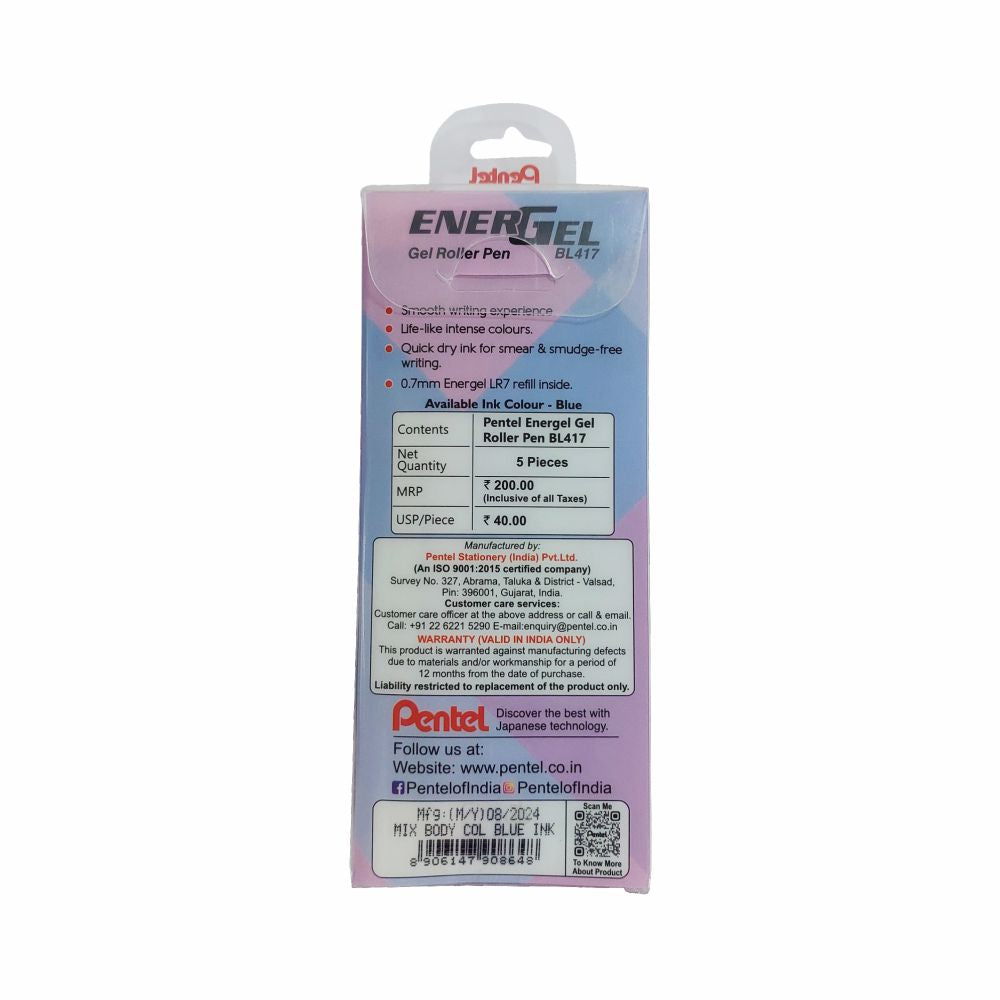 Pentel
ENERGEL
Gel Roller Pen BL417
• Smooth writing experience
• Life-like intense colours.
• Quick dry ink for smear & smudge-free
writing.
• 0.7mm Energel LR7 refill inside.
Available Ink Colour - Blue
Contents Pentel Energel Gel
Roller Pen BL417
Net
Quantity 5 Pieces
MRP ₹ 200.00
(Inclusive of all Taxes)
USP/Piece ₹ 40.00
Manufactured by:
Pentel Stationery (India) Pvt.Ltd.
(An ISO 9001:2015 certified company)
Survey No. 327, Abrama, Taluka & District - Valsad,
Pin: 396001, Gujarat, India.
Customer care services:
Customer care officer at the above address or call & email.
Call: +91 22 6221 5290 E-mail:enquiry@pentel.co.in
WARRANTY (VALID IN INDIA ONLY)
This product is warranted against manufacturing defects
due to materials and/or workmanship for a period of
12 months from the date of purchase.
Liability restricted to replacement of the product only.
Pentel Discover the best with
Japanese technology.
Follow us at:
Website: www.pentel.co.in
PentelofIndia PentelofIndia
Mfg:(M/Y)08/2024
MIX BODY COL BLUE INK
8 906147 908648
Scan Me
Pentel
To Know More
About Product